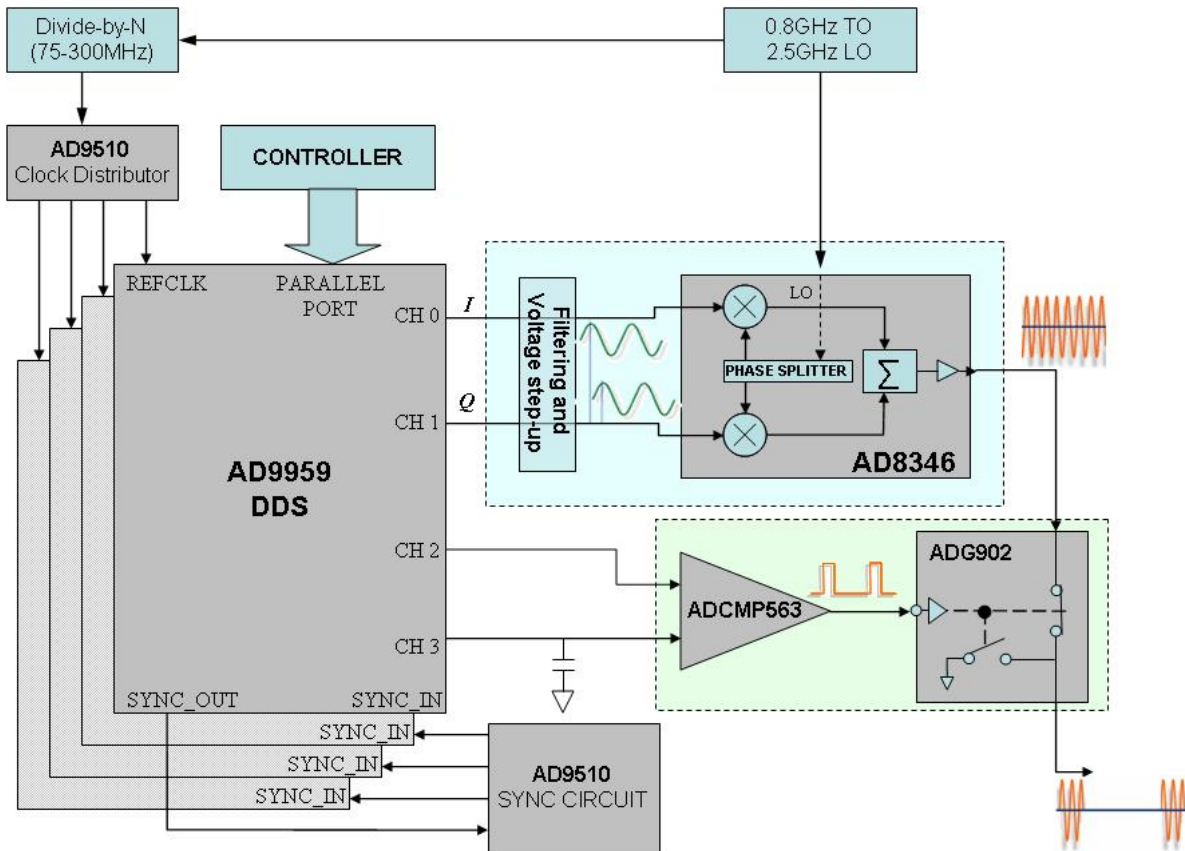 Divide-by-N
(75-300MHz)
0.8GHz TO
2.5GHz LO
AD9510
Clock Distributor
CONTROLLER
REFCLK
PARALLEL
PORT
CH 0
I
Filtering and
Voltage step-up
LO
PHASE SPLITTER
Σ
CH 1
Q
AD8346
AD9959
DDS
CH 2
ADCMP563
ADG902
CH 3
SYNC_OUT
SYNC_IN
SYNC_IN
SYNC_IN
SYNC_IN
AD9510
SYNC CIRCUIT